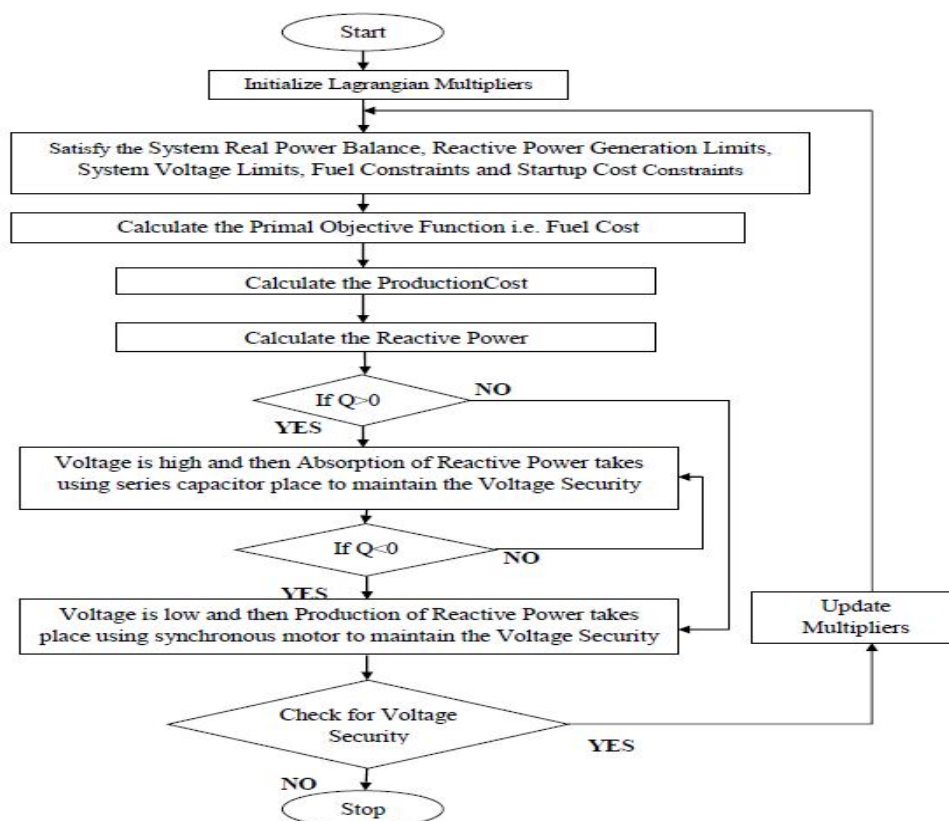 Start
Initialize Lagrangian Multipliers
Satisfy the System Real Power Balance, Reactive Power Generation Limits,
System Voltage Limits, Fuel Constraints and Startup Cost Constraints
Calculate the Primal Objective Function i.e. Fuel Cost
Calculate the ProductionCost
Calculate the Reactive Power
If Q>0
NO
YES
Voltage is high and then Absorption of Reactive Power takes
using series capacitor place to maintain the Voltage Security
If Q<0
NO
YES
Voltage is low and then Production of Reactive Power takes
place using synchronous motor to maintain the Voltage Security
Update
Multipliers
Check for Voltage
Security
YES
NO
Stop